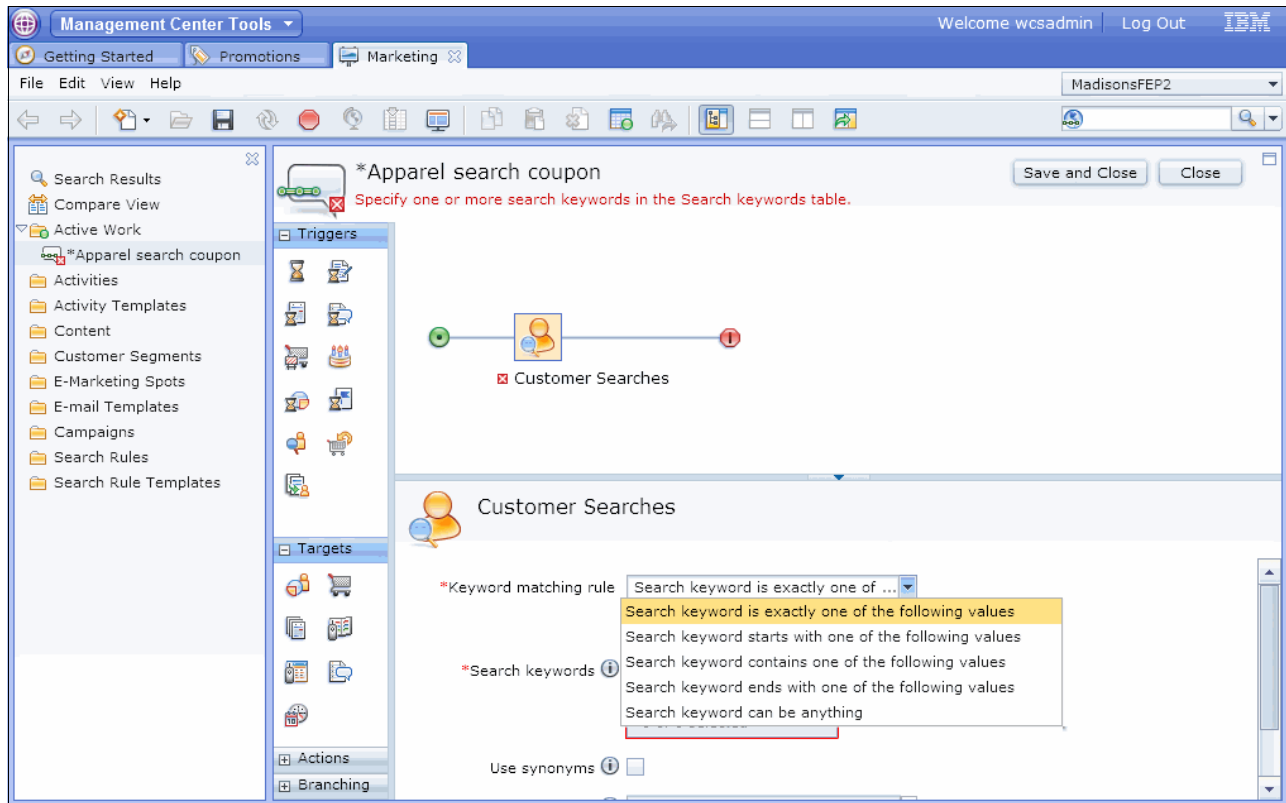 Management Center Tools
Welcome wcsadmin Log Out IBM
Getting Started Promotions Marketing
File Edit View Help
MadisonsFEP2
Search Results
Compare View
Active Work
*Apparel search coupon
Activities
Activity Templates
Content
Customer Segments
E-Marketing Spots
E-mail Templates
Campaigns
Search Rules
Search Rule Templates
*Apparel search coupon
Save and Close Close
Specify one or more search keywords in the Search keywords table.
Triggers
Customer Searches
Customer Searches
Targets
*Keyword matching rule Search keyword is exactly one of ...
Search keyword is exactly one of the following values
Search keyword starts with one of the following values
*Search keywords Search keyword contains one of the following values
Search keyword ends with one of the following values
Search keyword can be anything
Actions
Use synonyms
Branching